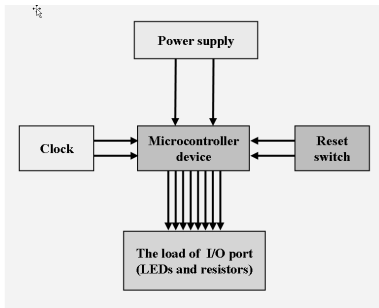 Power supply
Clock
Microcontroller
device
Reset
switch
The load of I/O port
(LEDs and resistors)